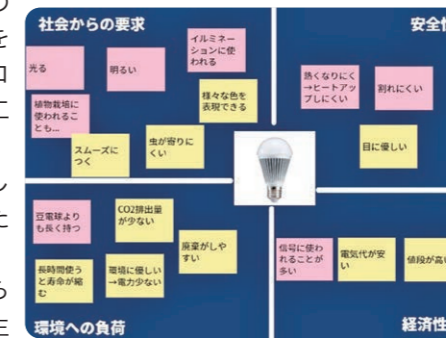 社会からの要求
光る
明るい
イルミネー
ションに使
われる
植物栽培に
使われるこ
とも…
様々な色を
表現できる
スムーズに
つく
虫が寄りに
くい
安全性
熱くなりにく
い→ヒートアッ
プしにくい
割れにくい
目に優しい
豆電球より
も長く持つ
CO2排出量
が少ない
廃棄がしや
すい
長時間使う
と寿命が縮
む
環境に優しい
→電力少ない
環境への負荷
信号に使わ
れることが
多い
電気代が安
い
値段が高い
経済性